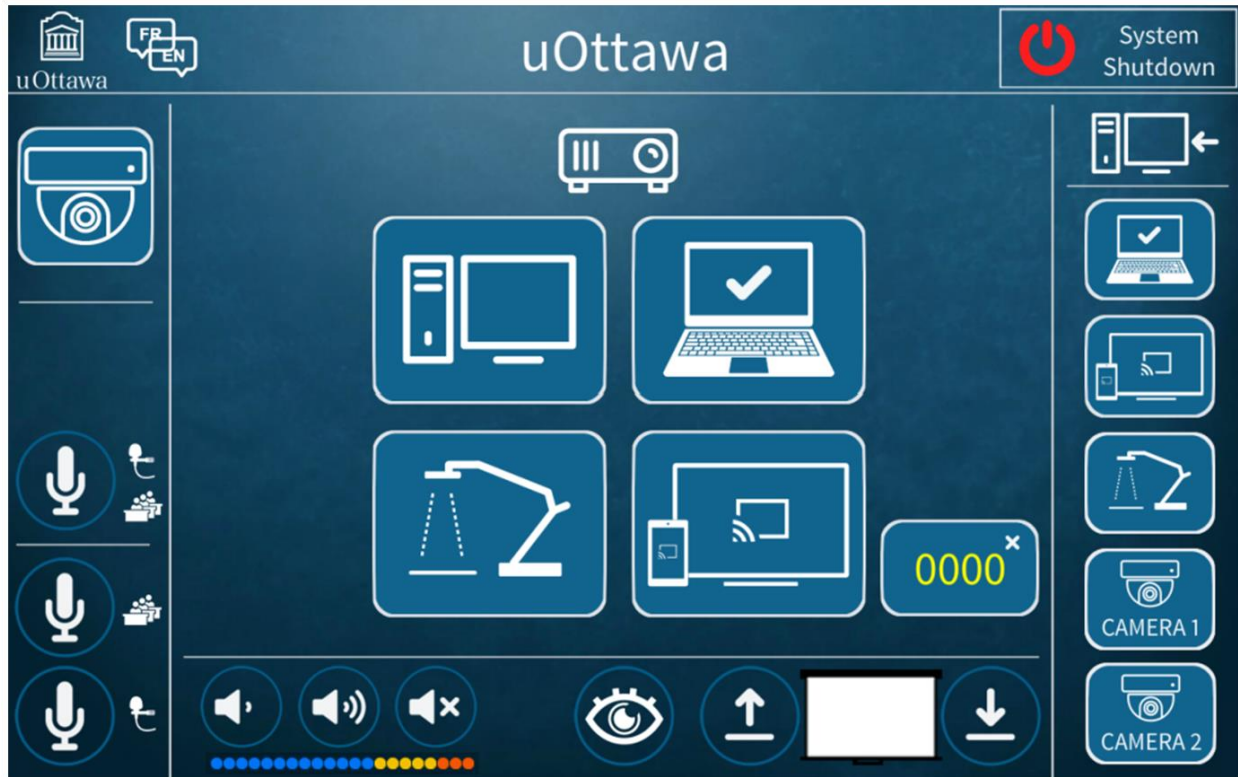 uOttawa
FR
EN
uOttawa
System
Shutdown
0000
CAMERA 1
CAMERA 2